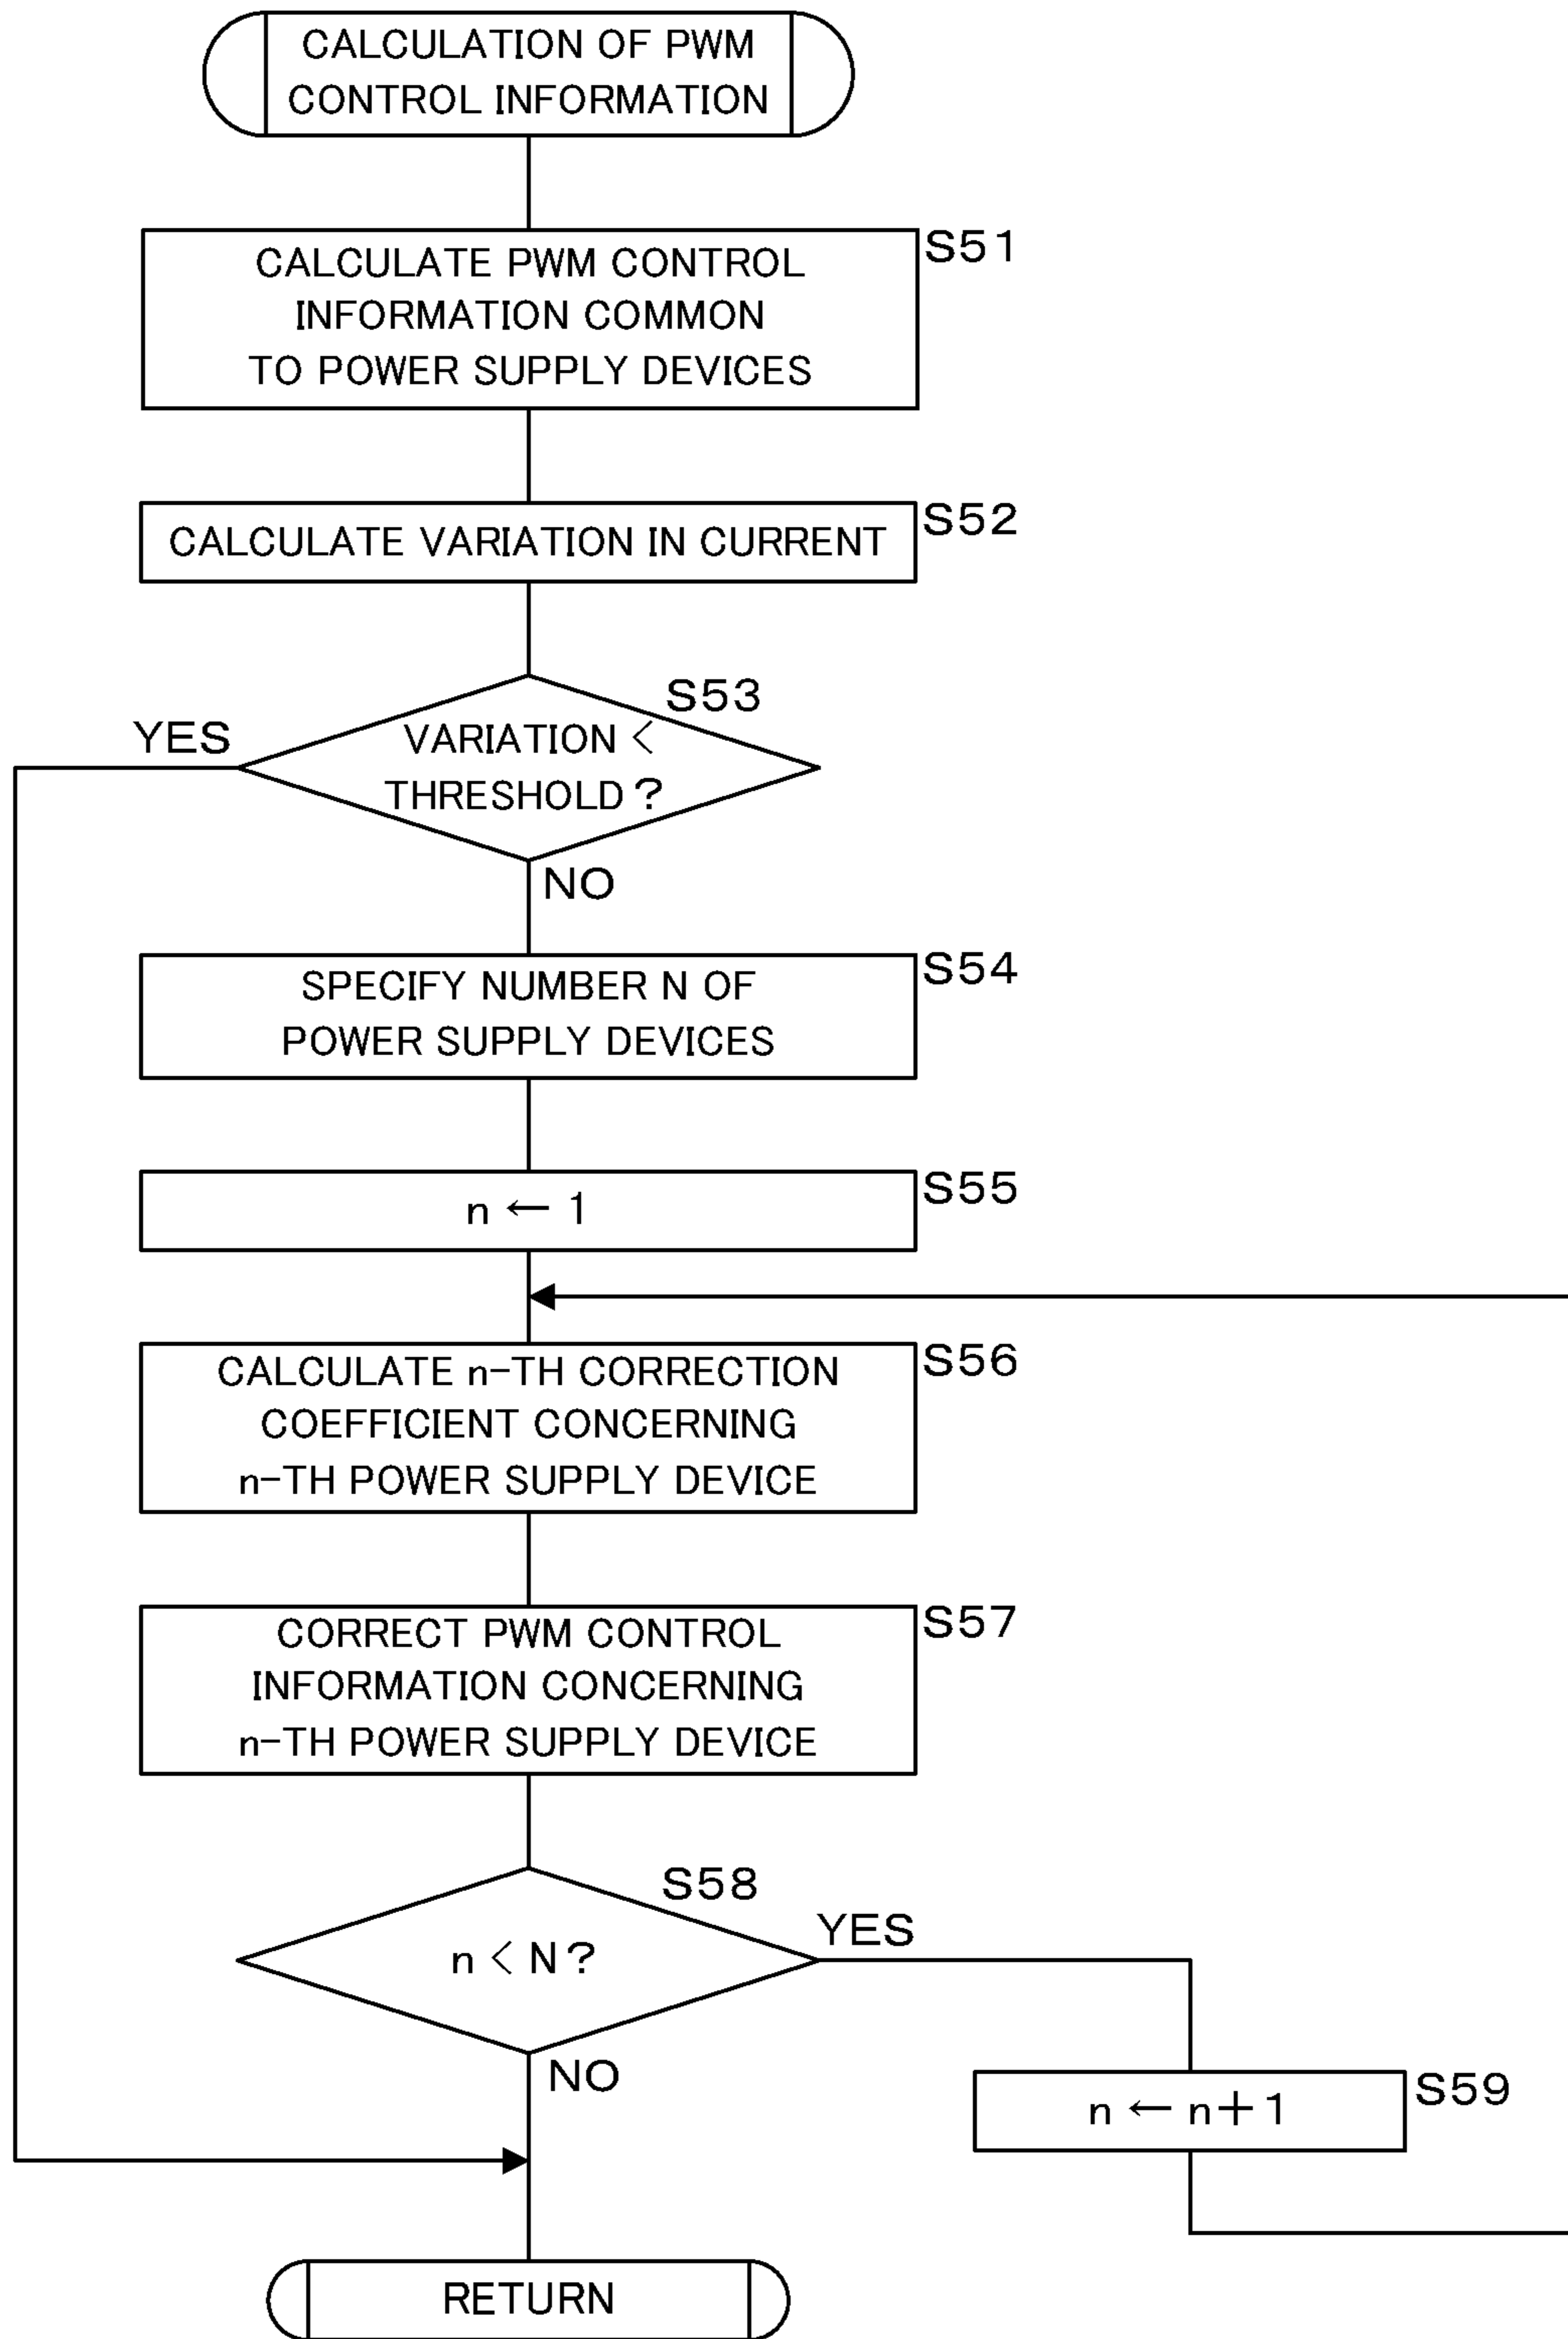 CALCULATION OF PWM
CONTROL INFORMATION
S51
CALCULATE PWM CONTROL
INFORMATION COMMON
TO POWER SUPPLY DEVICES
S52
CALCULATE VARIATION IN CURRENT
S53
YES
VARIATION <
THRESHOLD?
NO
S54
SPECIFY NUMBER N OF
POWER SUPPLY DEVICES
S55
n ← 1
S56
CALCULATE n-TH CORRECTION
COEFFICIENT CONCERNING
n-TH POWER SUPPLY DEVICE
S57
CORRECT PWM CONTROL
INFORMATION CONCERNING
n-TH POWER SUPPLY DEVICE
S58
YES
n < N?
NO
S59
n ← n+1
RETURN